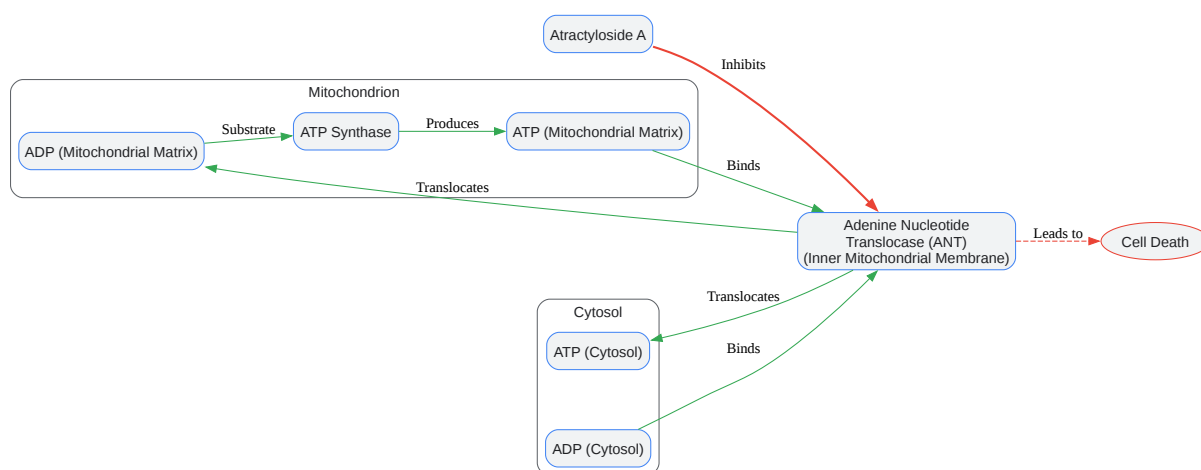 Atractyloside A
Inhibits
Mitochondrion
ADP (Mitochondrial Matrix)
Substrate
ATP Synthase
Produces
ATP (Mitochondrial Matrix)
Binds
Translocates
Adenine Nucleotide
Translocase (ANT)
(Inner Mitochondrial Membrane)
Leads to
Cell Death
Translocates
Cytosol
ATP (Cytosol)
Binds
ADP (Cytosol)